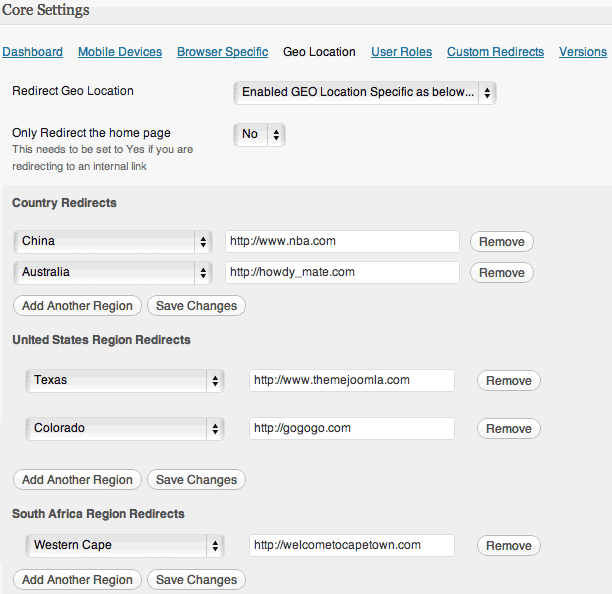 Core Settings
Dashboard Mobile Devices Browser Specific Geo Location User Roles Custom Redirects Versions
Redirect Geo Location Enabled GEO Location Specific as below...
Only Redirect the home page No
This needs to be set to Yes if you are
redirecting to an internal link
Country Redirects
China http://www.nba.com Remove
Australia http://howdy_mate.com Remove
Add Another Region Save Changes
United States Region Redirects
Texas http://www.themejoomla.com Remove
Colorado http://gogogo.com Remove
Add Another Region Save Changes
South Africa Region Redirects
Western Cape http://welcometocapetown.com Remove
Add Another Region Save Changes